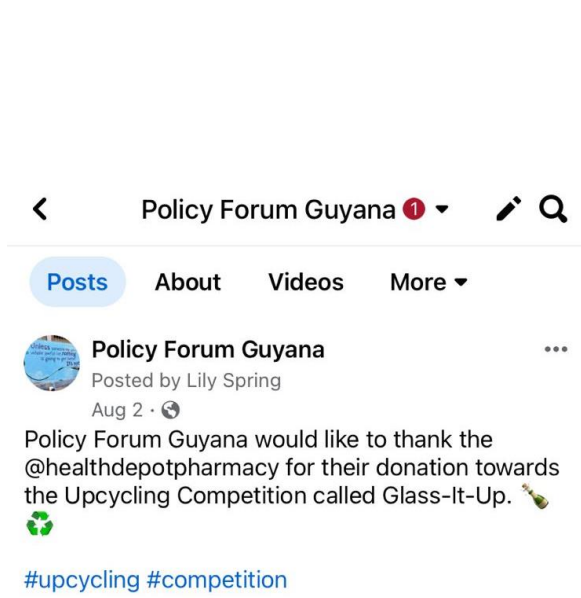 Policy Forum Guyana 1
Posts About Videos More
Policy Forum Guyana
Posted by Lily Spring
Aug 2 ·
Policy Forum Guyana would like to thank the
@healthdepotpharmacy for their donation towards
the Upcycling Competition called Glass-It-Up. 🍾
♻️
#upcycling #competition